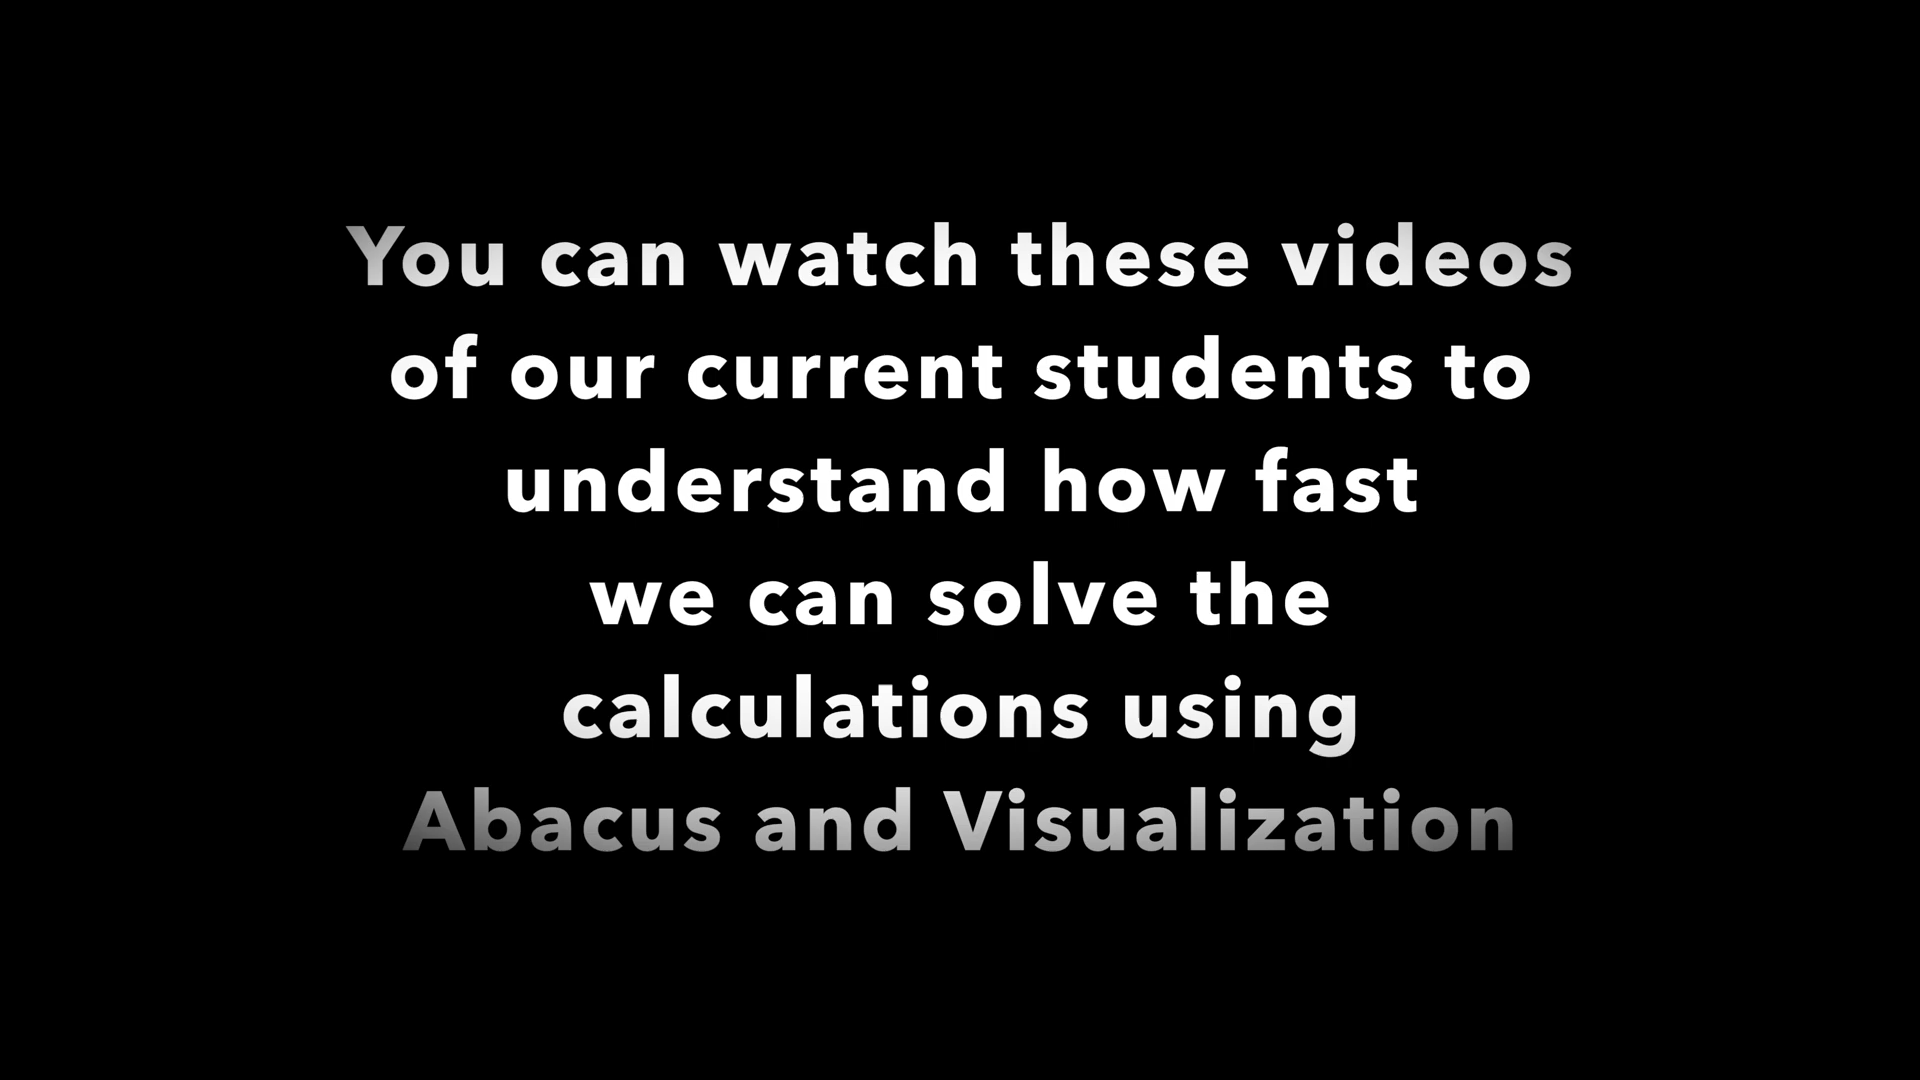 You can watch these videos
of our current students to
understand how fast
we can solve the
calculations using
Abacus and Visualization